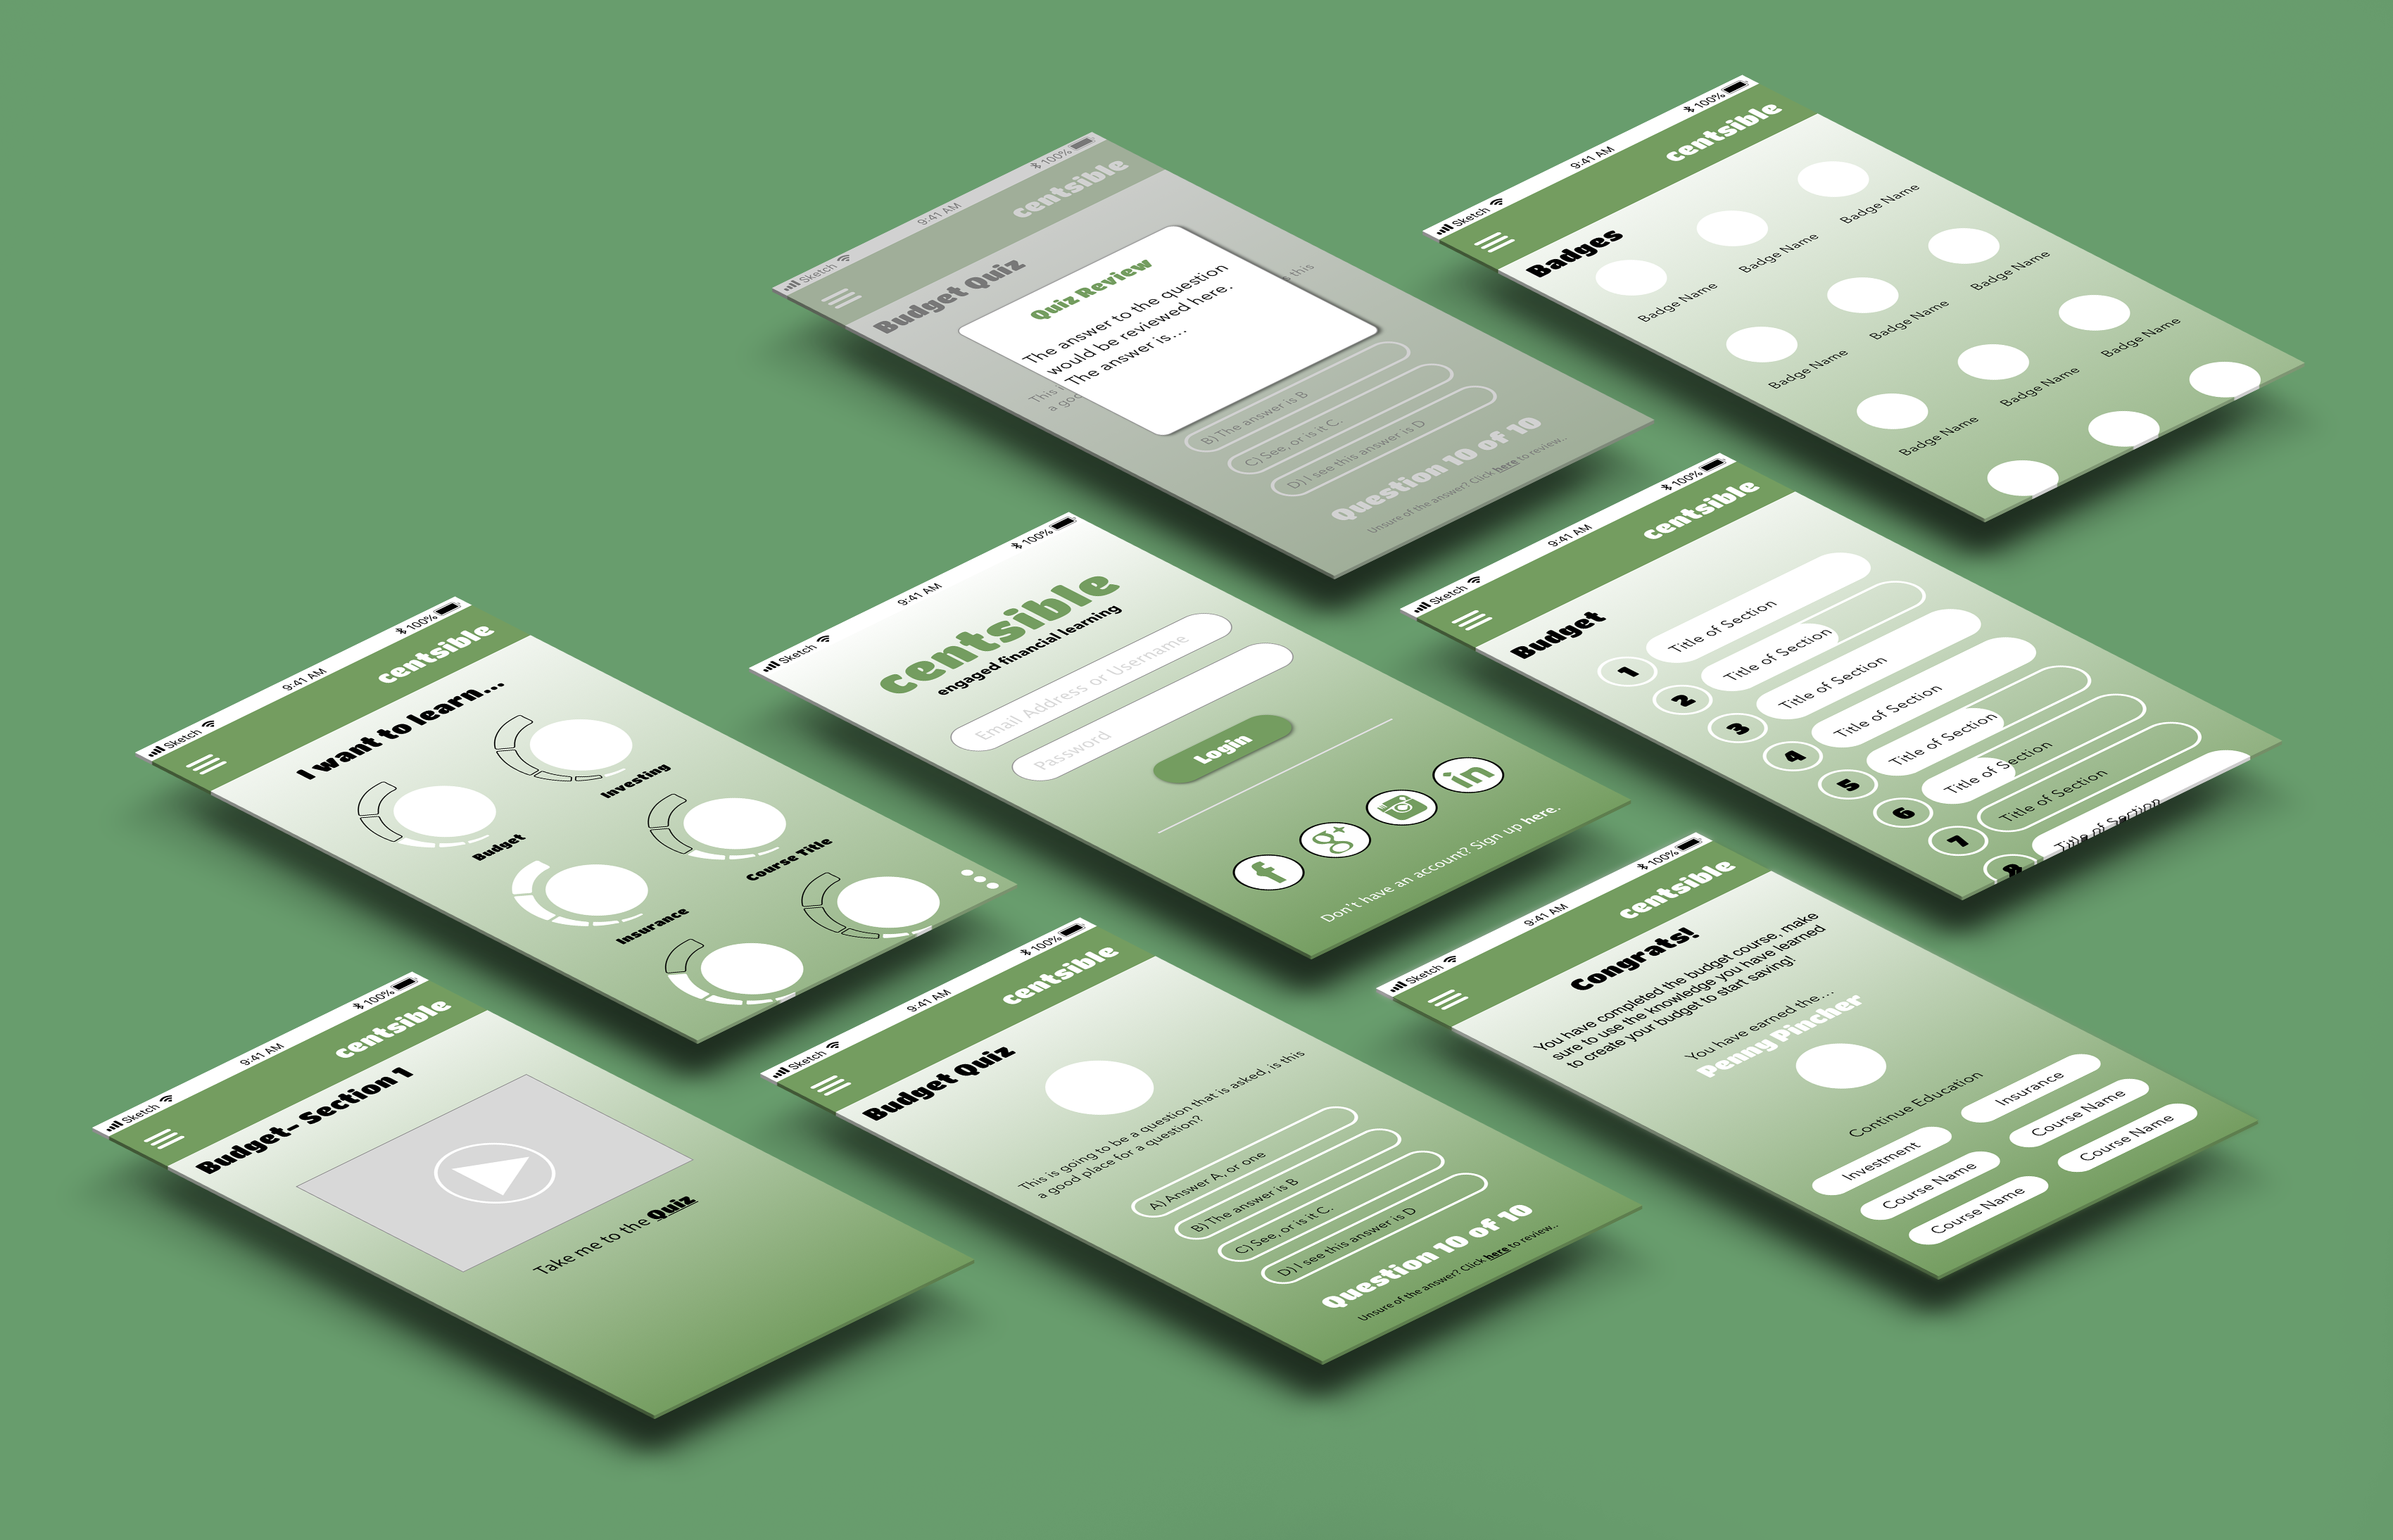 Sketch 9:41 AM 100%
centsible
Budget Quiz
Quiz Review
The answer to the question
would be reviewed here.
The answer is...
this
This i
a goo
B) The answer is B
C) See, or is it C.
D) I see this answer is D
Question 10 of 10
Unsure of the answer? Click here to review..
Sketch 9:41 AM 100%
centsible
Badges
Badge Name Badge Name Badge Name
Badge Name Badge Name Badge Name
Badge Name Badge Name Badge Name
Sketch 9:41 AM 100%
centsible
I want to learn...
Budget Investing
Insurance Course Title
Sketch 9:41 AM 100%
centsible
engaged financial learning
Email Address or Username
Password
Login
f g+ in
Don't have an account? Sign up here.
Sketch 9:41 AM 100%
centsible
Budget
1 Title of Section
2 Title of Section
3 Title of Section
4 Title of Section
5 Title of Section
6 Title of Section
7 Title of Section
8 Title of Section
Sketch 9:41 AM 100%
centsible
Budget- Section 1
Take me to the Quiz
Sketch 9:41 AM 100%
centsible
Budget Quiz
This is going to be a question that is asked, is this
a good place for a question?
A) Answer A, or one
B) The answer is B
C) See, or is it C.
D) I see this answer is D
Question 10 of 10
Unsure of the answer? Click here to review..
Sketch 9:41 AM 100%
centsible
Congrats!
You have completed the budget course, make
sure to use the knowledge you have learned
to create your budget to start saving!
You have earned the...
Penny Pincher
Continue Education
Investment Insurance
Course Name Course Name
Course Name Course Name